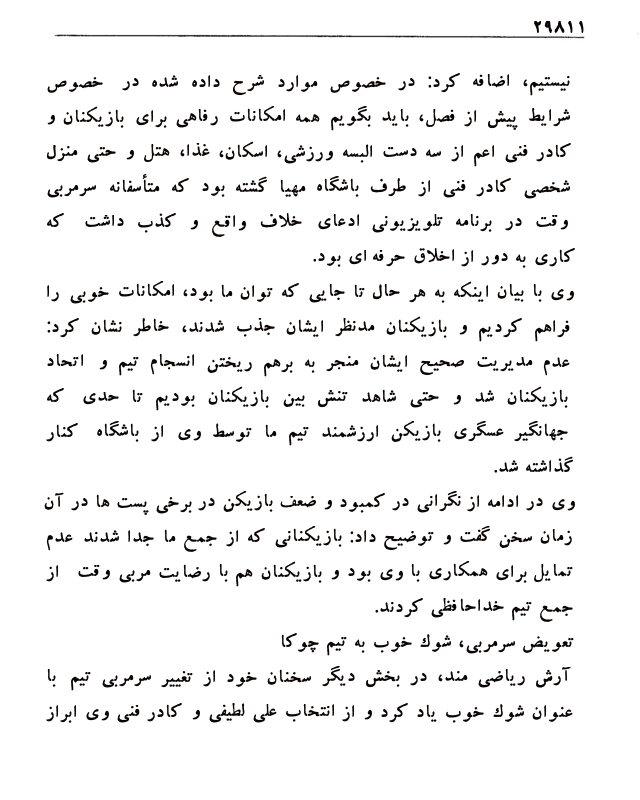 ۲۹۸۱۱
نیستیم، اضافه کرد: در خصوص موارد شرح داده شده در خصوص
شرایط پیش از فصل، باید بگویم همه امکانات رفاهی برای بازیکنان و
کادر فنی اعم از سه دست البسه ورزشی، اسکان، غذا، هتل و حتی منزل
شخصی کادر فنی از طرف باشگاه مهیا گشته بود که متأسفانه سرمربی
وقت در برنامه تلویزیونی ادعای خلاف واقع و کذب داشت که
کاری به دور از اخلاق حرفه ای بود.
وی با بیان اینکه به هر حال تا جایی که توان ما بود، امکانات خوبی را
فراهم کردیم و بازیکنان مدنظر ایشان جذب شدند، خاطر نشان کرد:
عدم مدیریت صحیح ایشان منجر به برهم ریختن انسجام تیم و اتحاد
بازیکنان شد و حتی شاهد تنش بین بازیکنان بودیم تا حدی که
جهانگیر عسگری بازیکن ارزشمند تیم ما توسط وی از باشگاه کنار
گذاشته شد.
وی در ادامه از نگرانی در کمبود و ضعف بازیکن در برخی پست ها در آن
زمان سخن گفت و توضیح داد: بازیکنانی که از جمع ما جدا شدند عدم
تمایل برای همکاری با وی بود و بازیکنان هم با رضایت مربی وقت از
جمع تیم خداحافظی کردند.
تعویض سرمربی، شوك خوب به تیم چوکا
آرش ریاضی مند، در بخش دیگر سخنان خود از تغییر سرمربی تیم با
عنوان شوك خوب یاد کرد و از انتخاب علی لطیفی و کادر فنی وی ابراز